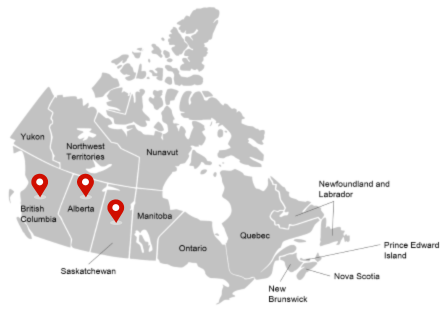 Yukon
Northwest
Territories
Nunavut
British
Columbia
Alberta
Manitoba
Saskatchewan
Ontario
Quebec
Newfoundland and
Labrador
Prince Edward
Island
Nova Scotia
New
Brunswick